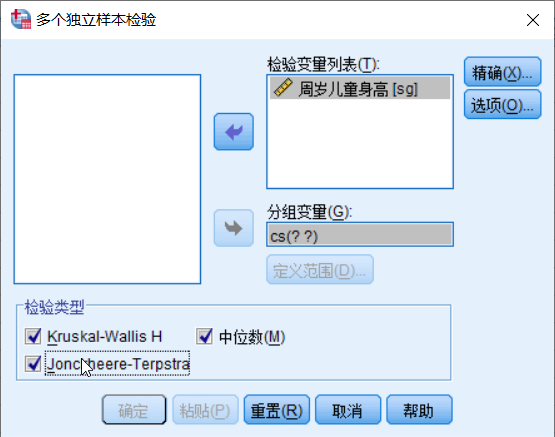 多个独立样本检验
检验变量列表(T):
周岁儿童身高 [sg]
精确(X)...
选项(O)...
分组变量(G):
cs(? ?)
定义范围(D)...
检验类型
Kruskal-Wallis H 中位数(M)
Jonckheere-Terpstra
确定 粘贴(P) 重置(R) 取消 帮助